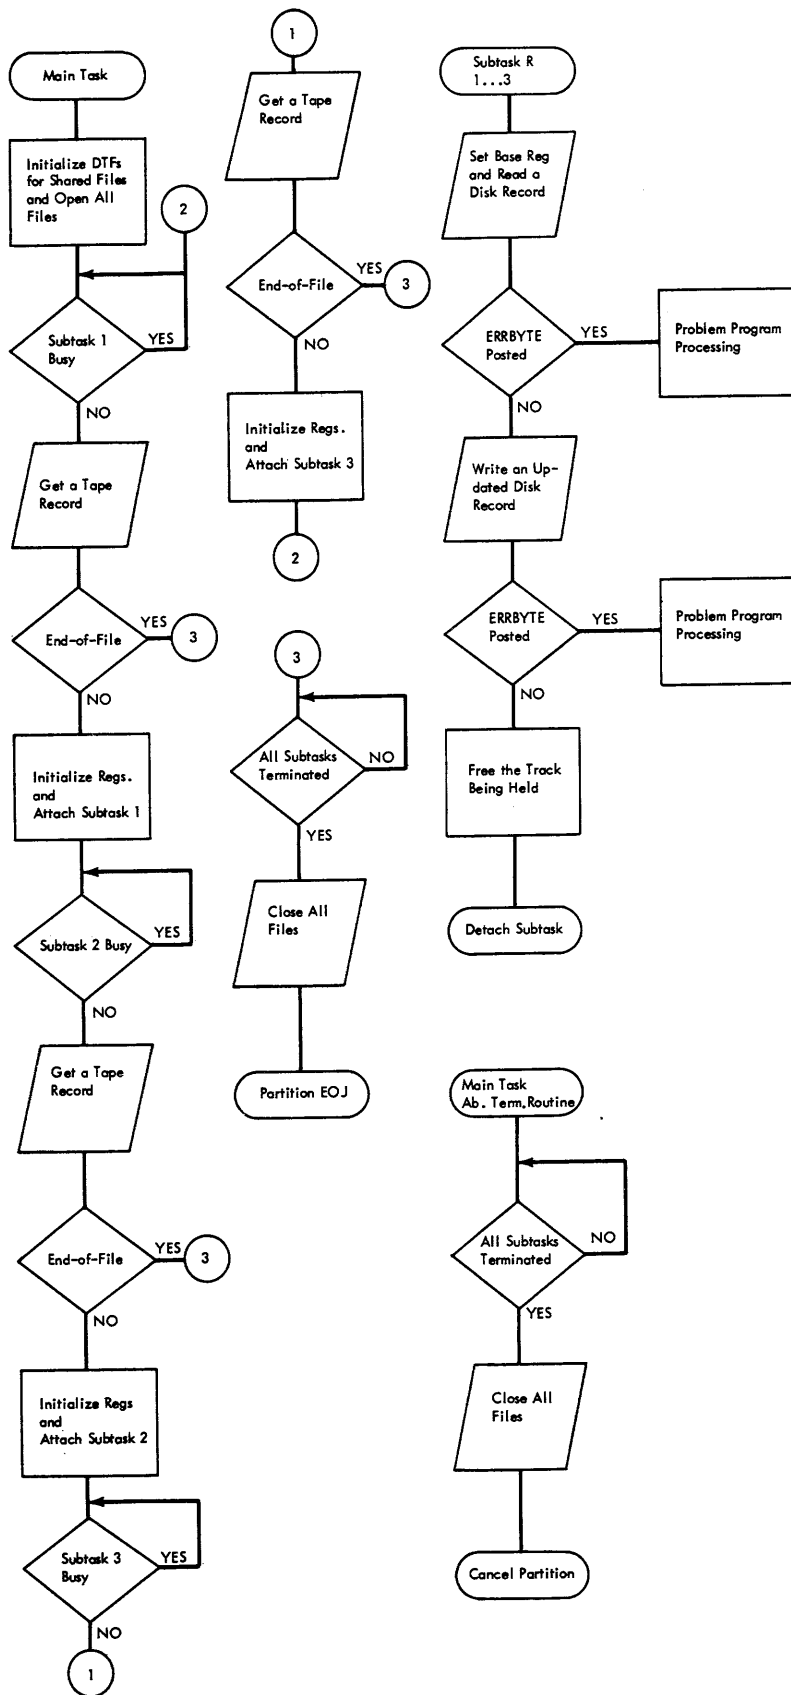 Main Task
Initialize DTFs
for Shared Files
and Open All
Files
2
Subtask 1
Busy
YES
NO
Get a Tape
Record
End-of-File
YES
3
NO
Initialize Regs.
and
Attach Subtask 1
Subtask 2 Busy
YES
NO
Get a Tape
Record
End-of-File
YES
3
NO
Initialize Regs
and
Attach Subtask 2
Subtask 3
Busy
YES
NO
1
1
Get a Tape
Record
End-of-File
YES
3
NO
Initialize Regs.
and
Attach Subtask 3
2
3
All Subtasks
Terminated
NO
YES
Close All
Files
Partition EOJ
Subtask R
1...3
Set Base Reg
and Read a
Disk Record
ERRBYTE
Posted
YES
Problem Program
Processing
NO
Write an Up-
dated Disk
Record
ERRBYTE
Posted
YES
Problem Program
Processing
NO
Free the Track
Being Held
Detach Subtask
Main Task
Ab. Term. Routine
All Subtasks
Terminated
NO
YES
Close All
Files
Cancel Partition